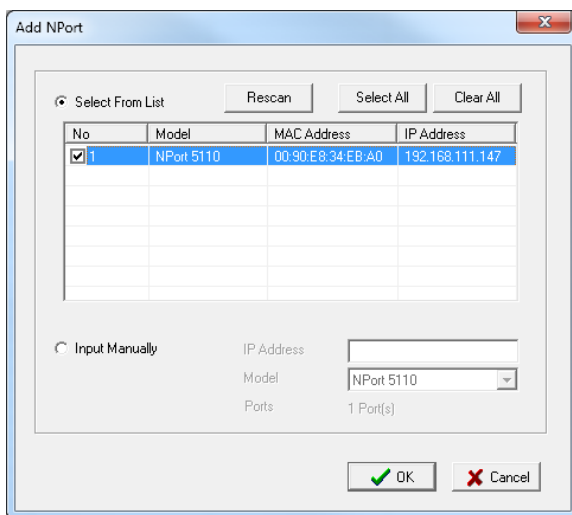 Add NPort
Select From List Rescan Select All Clear All
No Model MAC Address IP Address
1 NPort 5110 00:90:E8:34:EB:A0 192.168.111.147
Input Manually IP Address
Model NPort 5110
Ports 1 Port(s)
OK Cancel